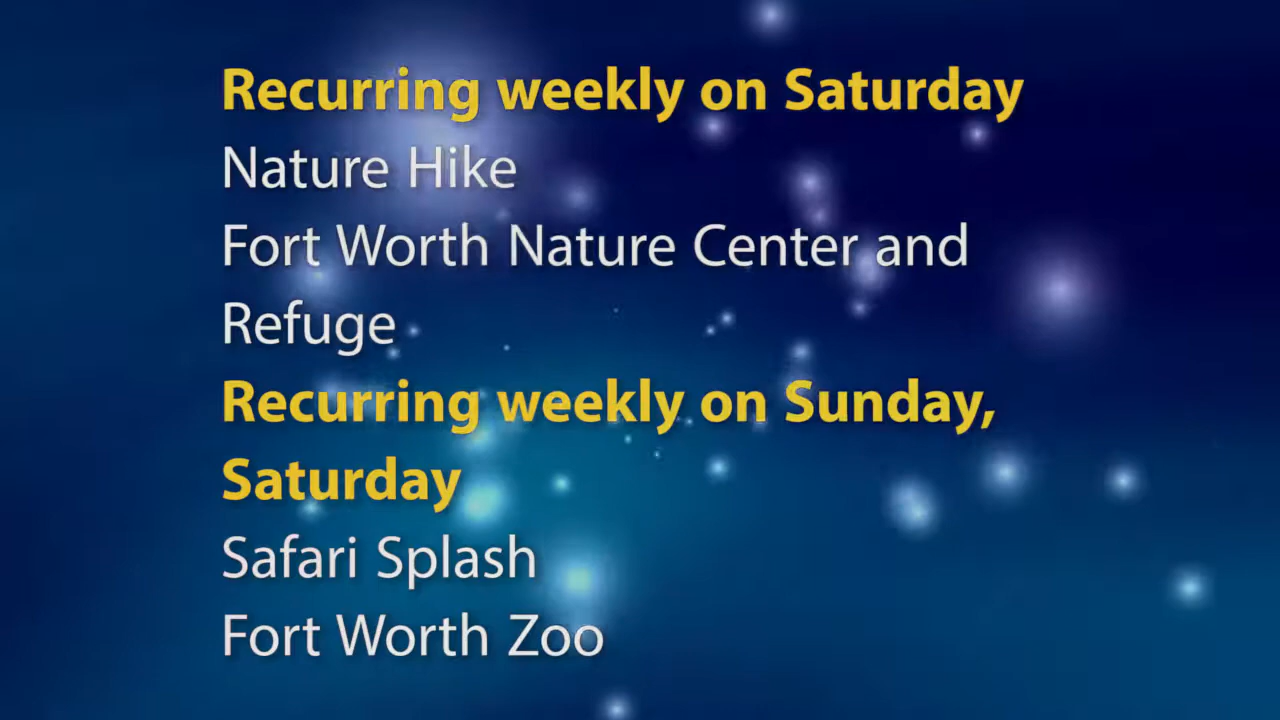 Recurring weekly on Saturday
Nature Hike
Fort Worth Nature Center and
Refuge
Recurring weekly on Sunday,
Saturday
Safari Splash
Fort Worth Zoo